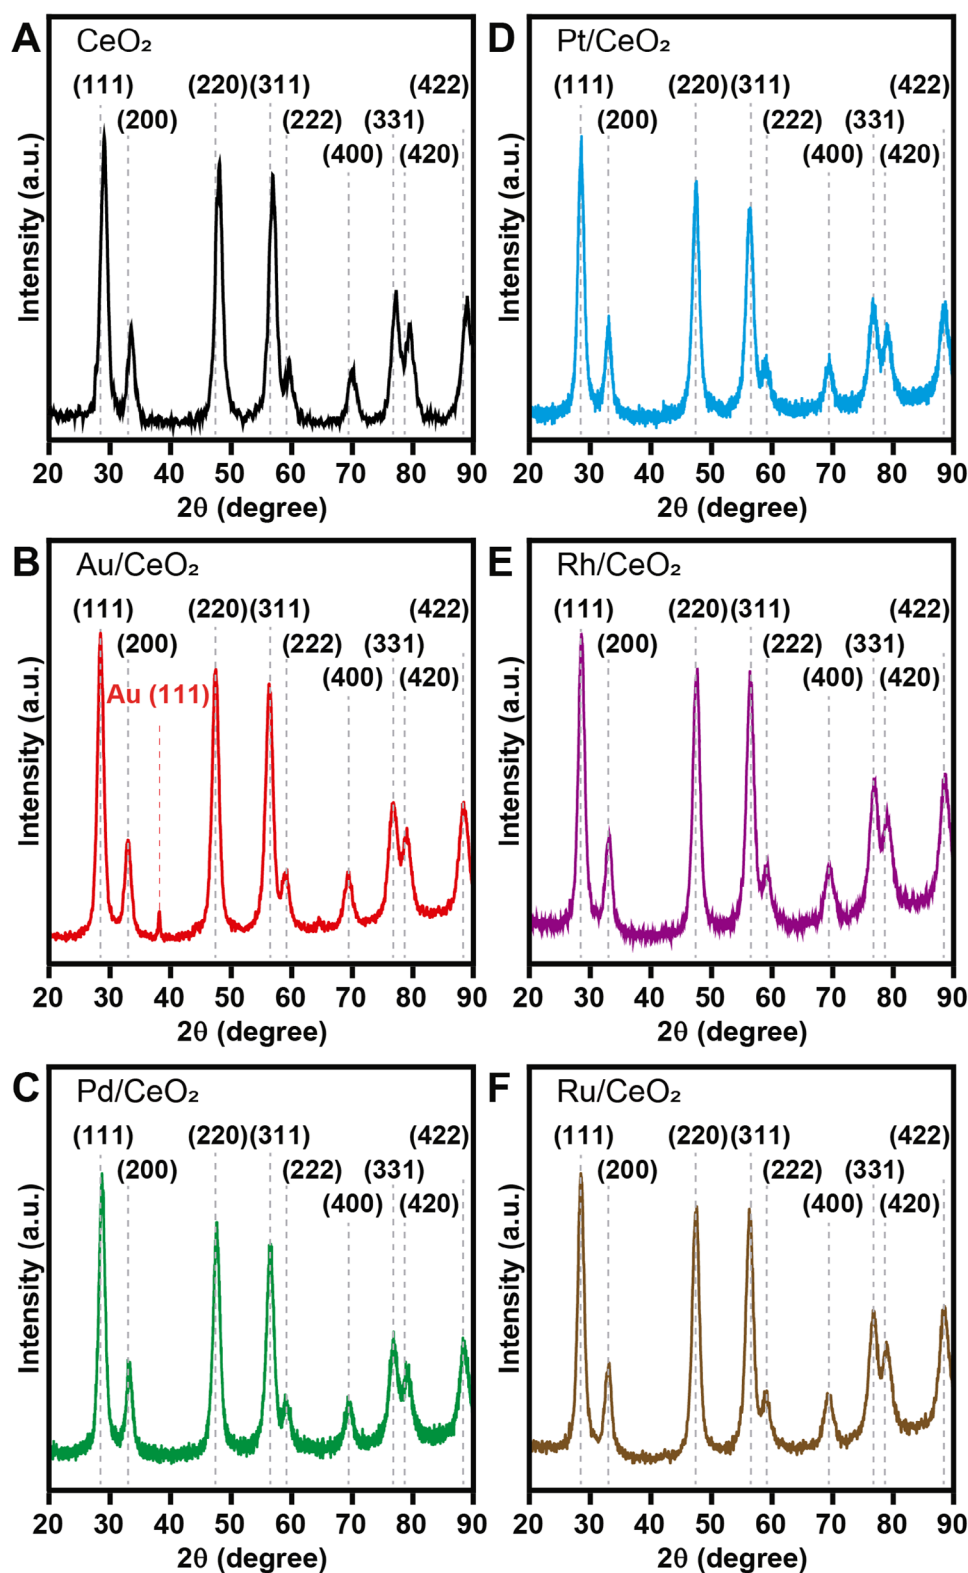 A
CeO₂
(111)
(220)
(311)
(422)
(200)
(222)
(331)
(400)
(420)
Intensity (a.u.)
20 30 40 50 60 70 80 90
2θ (degree)
D
Pt/CeO₂
(111)
(220)
(311)
(422)
(200)
(222)
(331)
(400)
(420)
Intensity (a.u.)
20 30 40 50 60 70 80 90
2θ (degree)
B
Au/CeO₂
(111)
(220)
(311)
(422)
(200)
(222)
(331)
(400)
(420)
Au (111)
Intensity (a.u.)
20 30 40 50 60 70 80 90
2θ (degree)
E
Rh/CeO₂
(111)
(220)
(311)
(422)
(200)
(222)
(331)
(400)
(420)
Intensity (a.u.)
20 30 40 50 60 70 80 90
2θ (degree)
C
Pd/CeO₂
(111)
(220)
(311)
(422)
(200)
(222)
(331)
(400)
(420)
Intensity (a.u.)
20 30 40 50 60 70 80 90
2θ (degree)
F
Ru/CeO₂
(111)
(220)
(311)
(422)
(200)
(222)
(331)
(400)
(420)
Intensity (a.u.)
20 30 40 50 60 70 80 90
2θ (degree)